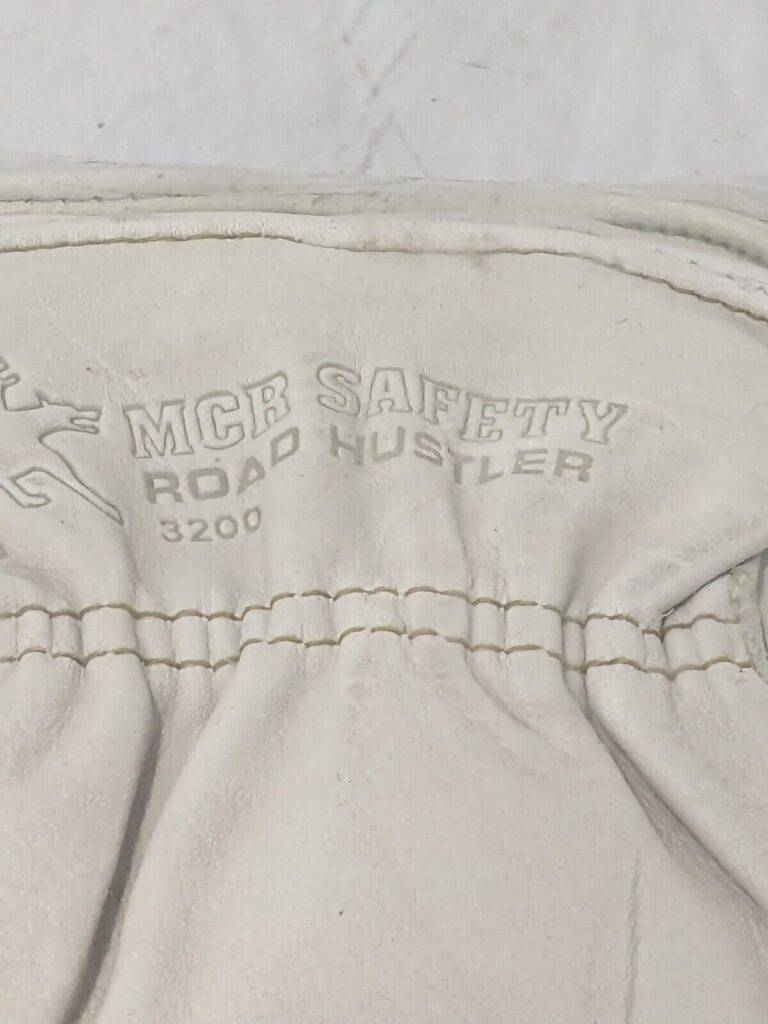 MCR SAFETY
ROAD HUSTLER
3200